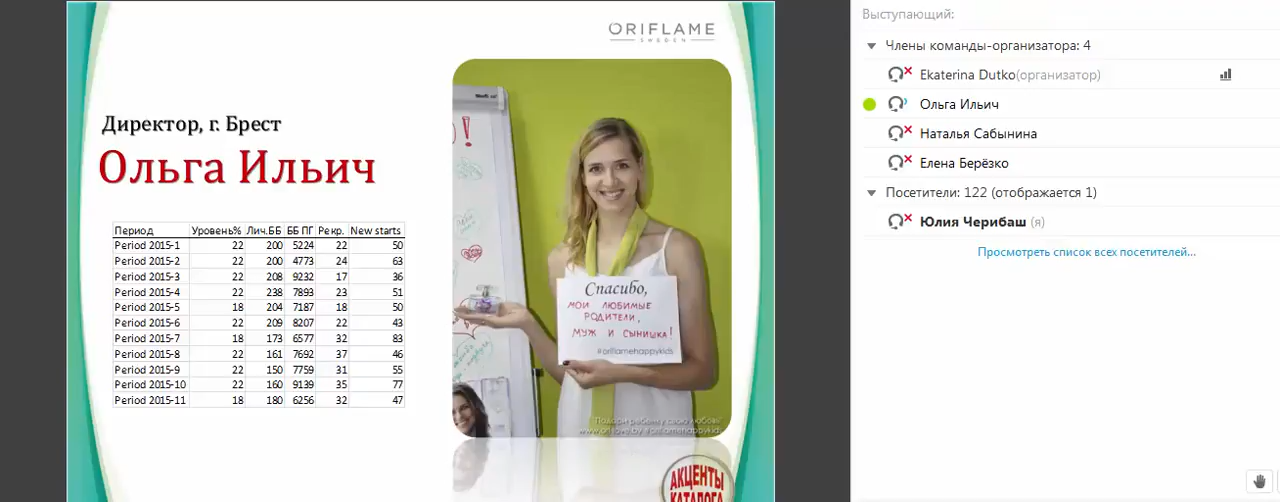 ORIFLAME
SWEDEN
Директор, г. Брест
Ольга Ильич
Период Уровень% Лич.ББ ББ ПГ Рекр. New starts
Period 2015-1 22 200 5224 22 50
Period 2015-2 22 200 4773 24 63
Period 2015-3 22 208 9232 17 36
Period 2015-4 22 238 7893 23 51
Period 2015-5 18 204 7187 18 50
Period 2015-6 22 209 8207 22 43
Period 2015-7 18 173 6577 32 83
Period 2015-8 22 161 7692 37 46
Period 2015-9 22 150 7759 31 55
Period 2015-10 22 160 9139 35 77
Period 2015-11 18 180 6256 32 47
Спасибо,
МОИ ЛЮБИМЫЕ
РОДИТЕЛИ,
МУЖ И СЫНИШКА!
#oriflamehappykids
#oriflamehappykids
АКЦЕНТЫ
КАТАЛОГА
Выступающий:
Члены команды-организатора: 4
Ekaterina Dutko(организатор)
Ольга Ильич
Наталья Сабынина
Елена Берёзко
Посетители: 122 (отображается 1)
Юлия Черибаш (я)
Просмотреть список всех посетителей...